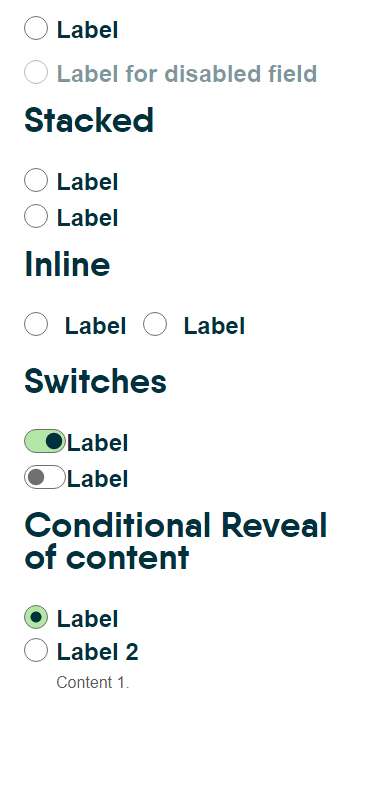 Label
Label for disabled field
Stacked
Label
Label
Inline
Label Label
Switches
Label
Label
Conditional Reveal
of content
Label
Label 2
Content 1.